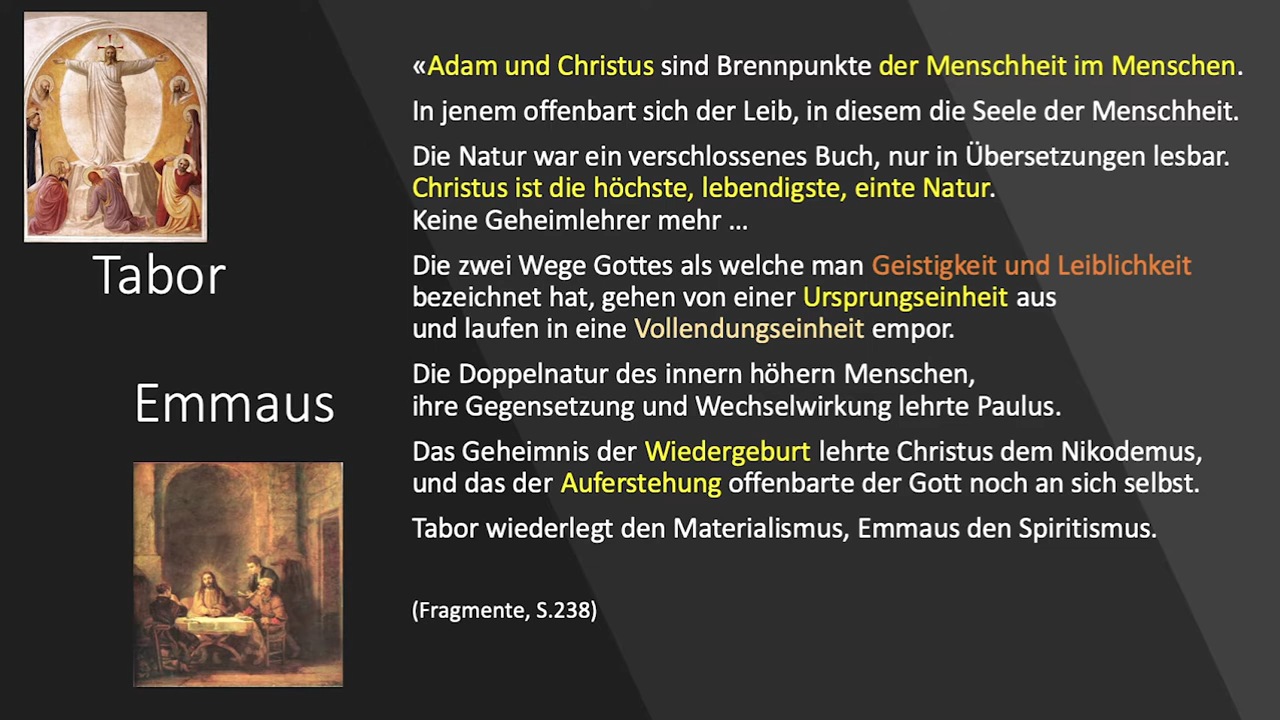 Tabor
Emmaus
«Adam und Christus sind Brennpunkte der Menschheit im Menschen.
In jenem offenbart sich der Leib, in diesem die Seele der Menschheit.
Die Natur war ein verschlossenes Buch, nur in Übersetzungen lesbar.
Christus ist die höchste, lebendigste, einte Natur.
Keine Geheimlehrer mehr ...
Die zwei Wege Gottes als welche man Geistigkeit und Leiblichkeit
bezeichnet hat, gehen von einer Ursprungseinheit aus
und laufen in eine Vollendungseinheit empor.
Die Doppelnatur des innern höhern Menschen,
ihre Gegensetzung und Wechselwirkung lehrte Paulus.
Das Geheimnis der Wiedergeburt lehrte Christus dem Nikodemus,
und das der Auferstehung offenbarte der Gott noch an sich selbst.
Tabor wiederlegt den Materialismus, Emmaus den Spiritismus.
(Fragmente, S.238)